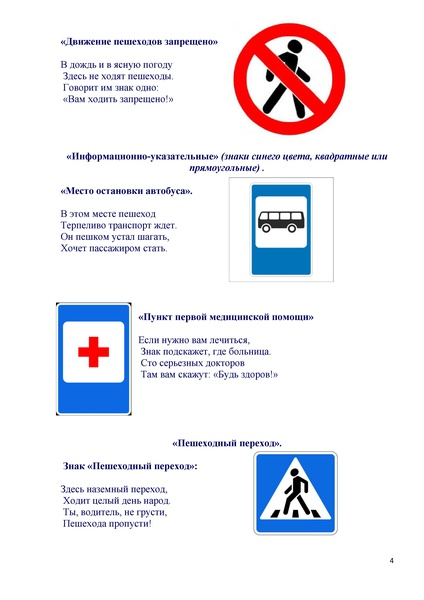 «Движение пешеходов запрещено»
В дождь и в ясную погоду
Здесь не ходят пешеходы.
Говорит им знак одно:
«Вам ходить запрещено!»
«Информационно-указательные» (знаки синего цвета, квадратные или
прямоугольные) .
«Место остановки автобуса».
В этом месте пешеход
Терпеливо транспорт ждет.
Он пешком устал шагать,
Хочет пассажиром стать.
«Пункт первой медицинской помощи»
Если нужно вам лечиться,
Знак подскажет, где больница.
Сто серьезных докторов
Там вам скажут: «Будь здоров!»
«Пешеходный переход».
Знак «Пешеходный переход»:
Здесь наземный переход,
Ходит целый день народ.
Ты, водитель, не грусти,
Пешехода пропусти!
4